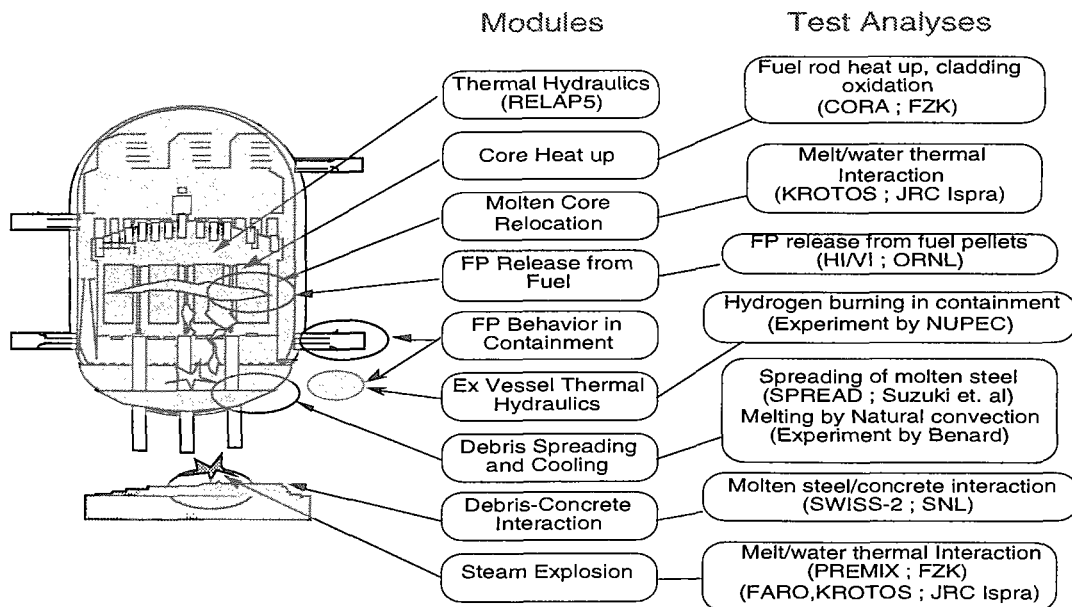 Modules
Test Analyses
Thermal Hydraulics
(RELAP5)
Core Heat up
Molten Core
Relocation
FP Release from
Fuel
FP Behavior in
Containment
Ex Vessel Thermal
Hydraulics
Debris Spreading
and Cooling
Debris-Concrete
Interaction
Steam Explosion
Fuel rod heat up, cladding
oxidation
(CORA ; FZK)
Melt/water thermal
Interaction
(KROTOS ; JRC Ispra)
FP release from fuel pellets
(HI/VI ; ORNL)
Hydrogen burning in containment
(Experiment by NUPEC)
Spreading of molten steel
(SPREAD ; Suzuki et. al)
Melting by Natural convection
(Experiment by Benard)
Molten steel/concrete interaction
(SWISS-2 ; SNL)
Melt/water thermal Interaction
(PREMIX ; FZK)
(FARO,KROTOS ; JRC Ispra)